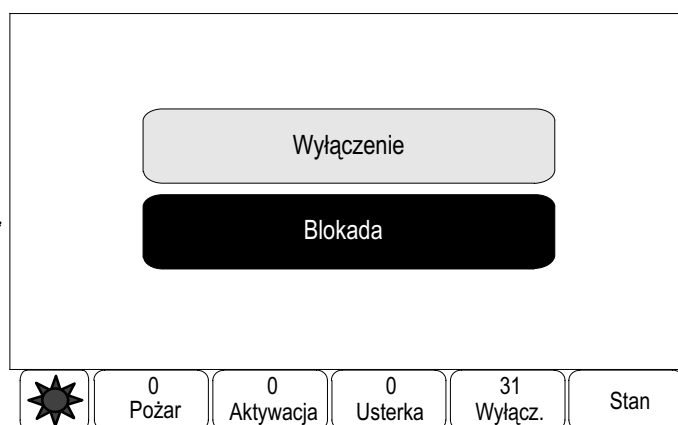 Wyłączenie
Blokada
0
Pożar
0
Aktywacja
0
Usterka
31
Wyłącz.
Stan